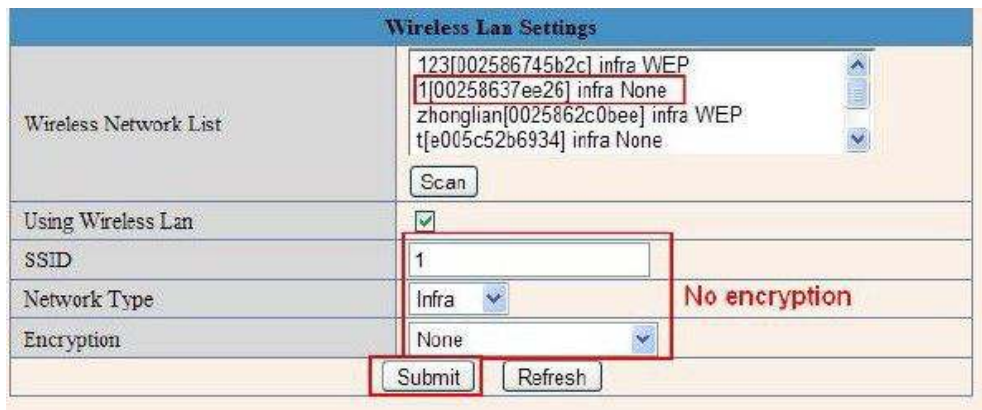 Wireless Lan Settings
Wireless Network List
123[002586745b2c] infra WEP
1[00258637ee26] infra None
zhonglian[0025862c0bee] infra WEP
t[e005c52b6934] infra None
Scan
Using Wireless Lan
SSID
1
Network Type
Infra
No encryption
Encryption
None
Submit
Refresh